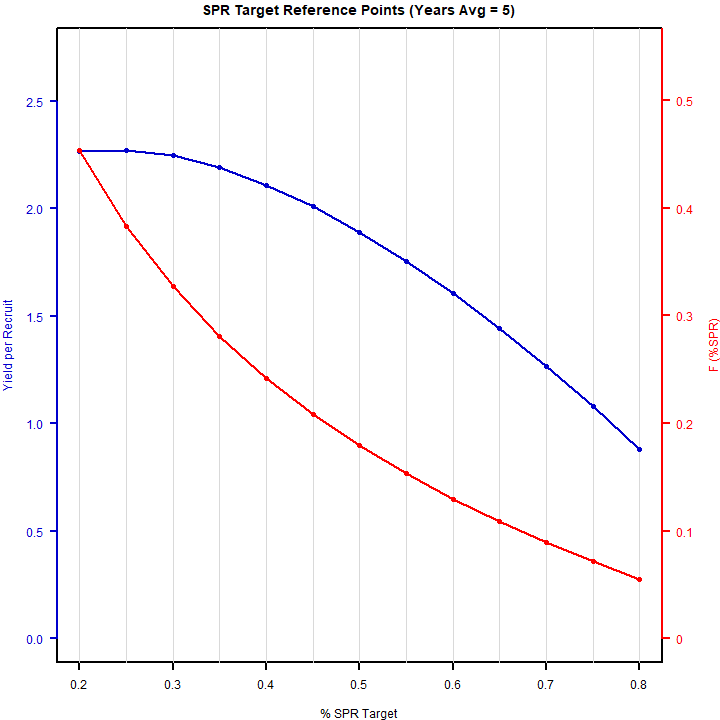 SPR Target Reference Points (Years Avg = 5)
2.5
2.0
1.5
1.0
0.5
0.0
Yield per Recruit
0.5
0.4
0.3
0.2
0.1
0
F (%SPR)
0.2 0.3 0.4 0.5 0.6 0.7 0.8
% SPR Target